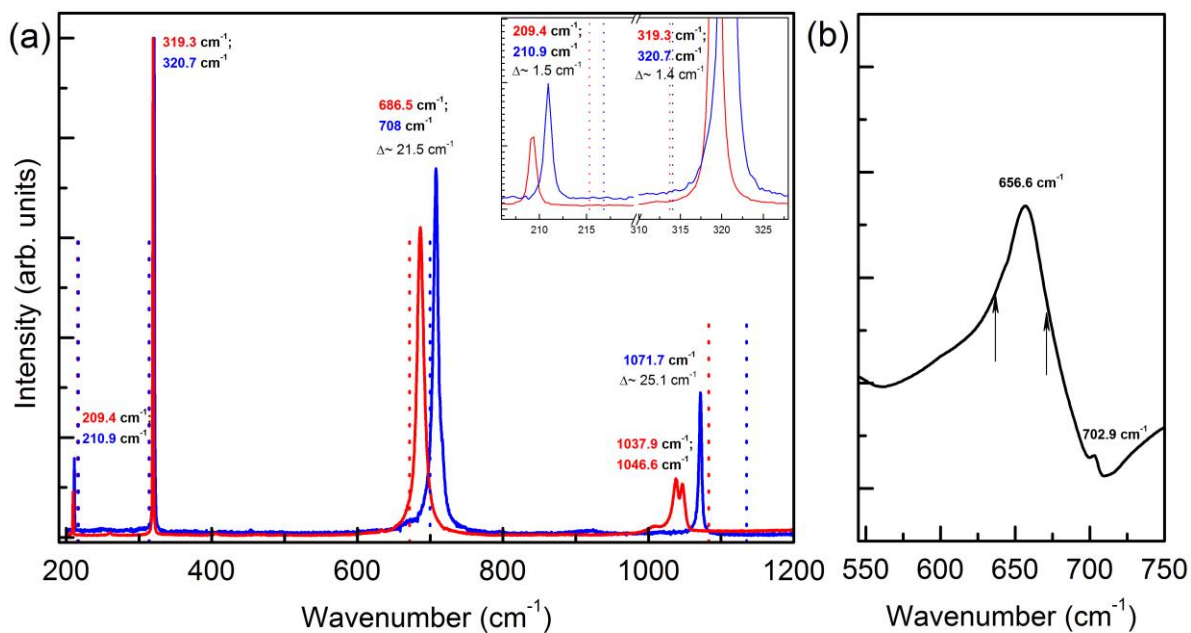 (a)
319.3 cm⁻¹;
320.7 cm⁻¹
686.5 cm⁻¹;
708 cm⁻¹
Δ~ 21.5 cm⁻¹
209.4 cm⁻¹;
210.9 cm⁻¹
1071.7 cm⁻¹
Δ~ 25.1 cm⁻¹
1037.9 cm⁻¹;
1046.6 cm⁻¹
209.4 cm⁻¹;
210.9 cm⁻¹
Δ~ 1.5 cm⁻¹
319.3 cm⁻¹;
320.7 cm⁻¹
Δ~ 1.4 cm⁻¹
210 215 310 315 320 325
Intensity (arb. units)
200 400 600 800 1000 1200
Wavenumber (cm⁻¹)
(b)
656.6 cm⁻¹
702.9 cm⁻¹
550 600 650 700 750
Wavenumber (cm⁻¹)